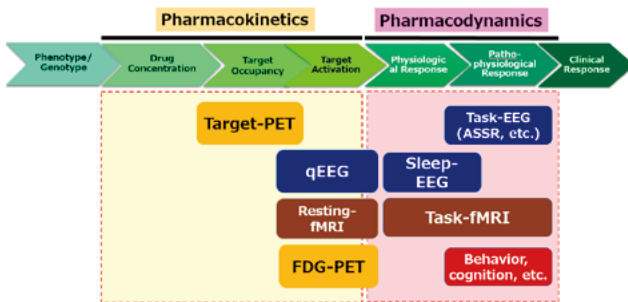 Pharmacokinetics
Pharmacodynamics
Phenotype/
Genotype
Drug
Concentration
Target
Occupancy
Target
Activation
Physiologic
al Response
Patho-
physiological
Response
Clinical
Response
Target-PET
Task-EEG
(ASSR, etc.)
qEEG
Sleep-
EEG
Resting-
fMRI
Task-fMRI
FDG-PET
Behavior,
cognition, etc.